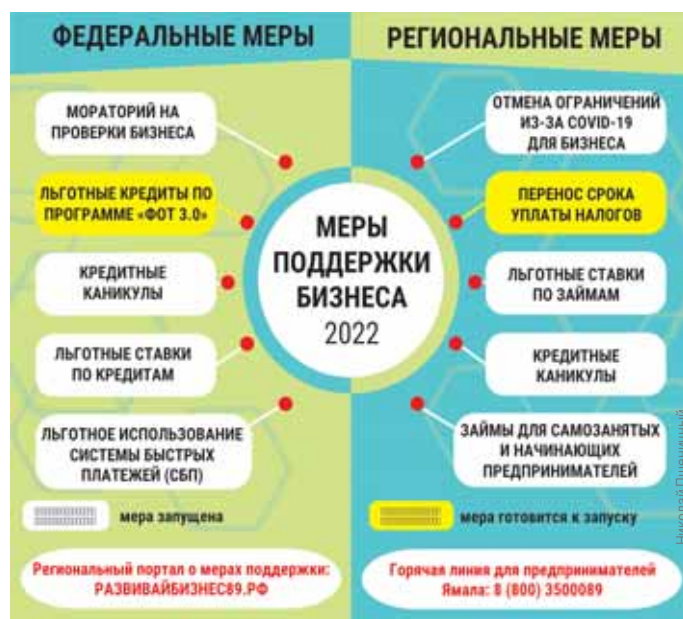 ФЕДЕРАЛЬНЫЕ МЕРЫ
МОРАТОРИЙ НА
ПРОВЕРКИ БИЗНЕСА
ЛЬГОТНЫЕ КРЕДИТЫ ПО
ПРОГРАММЕ «ФОТ 3.0»
КРЕДИТНЫЕ
КАНИКУЛЫ
ЛЬГОТНЫЕ СТАВКИ
ПО КРЕДИТАМ
ЛЬГОТНОЕ ИСПОЛЬЗОВАНИЕ
СИСТЕМЫ БЫСТРЫХ
ПЛАТЕЖЕЙ (СБП)
МЕРЫ
ПОДДЕРЖКИ
БИЗНЕСА
2022
РЕГИОНАЛЬНЫЕ МЕРЫ
ОТМЕНА ОГРАНИЧЕНИЙ
ИЗ-ЗА COVID-19
ДЛЯ БИЗНЕСА
ПЕРЕНОС СРОКА
УПЛАТЫ НАЛОГОВ
ЛЬГОТНЫЕ СТАВКИ
ПО ЗАЙМАМ
КРЕДИТНЫЕ
КАНИКУЛЫ
ЗАЙМЫ ДЛЯ САМОЗАНЯТЫХ
И НАЧИНАЮЩИХ
ПРЕДПРИНИМАТЕЛЕЙ
мера запущена
мера готовится к запуску
Региональный портал о мерах поддержки:
РАЗВИВАЙБИЗНЕС89.РФ
Горячая линия для предпринимателей
Ямала: 8 (800) 3500089
Николай Пшеничный